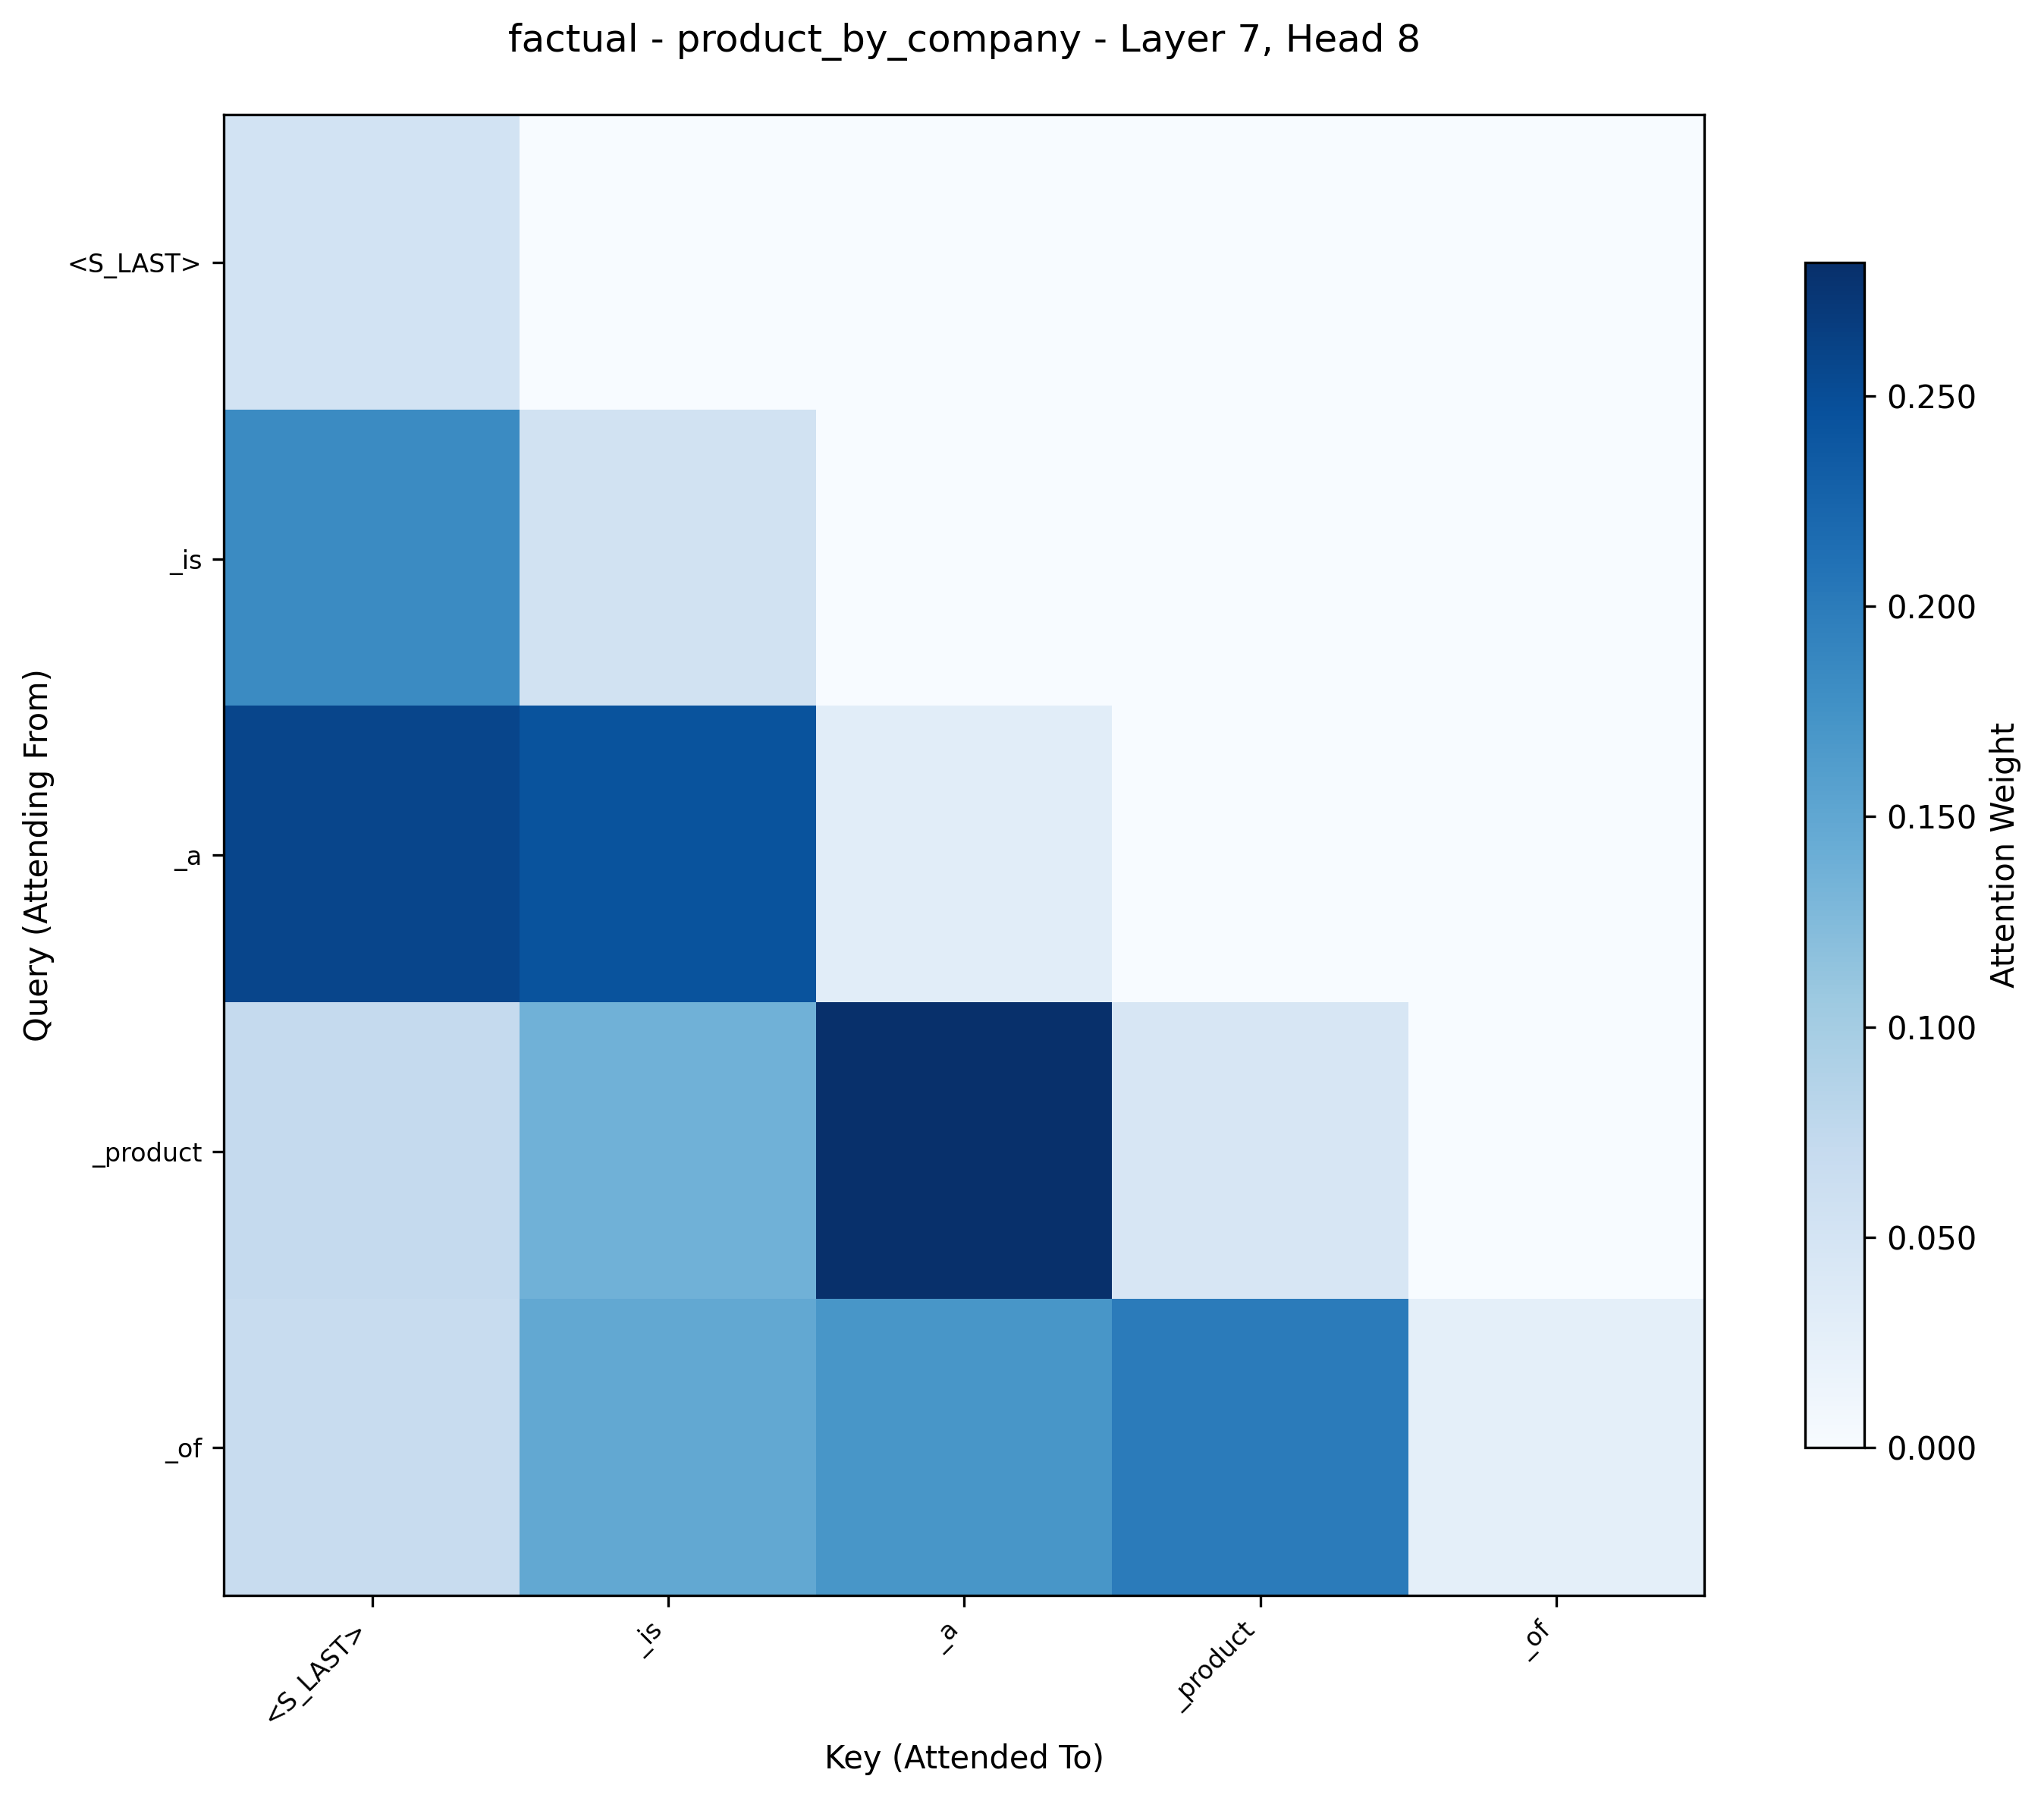 factual - product_by_company - Layer 7, Head 8
Query (Attending From)
<S_LAST>
_is
_a
_product
_of
<S_LAST>
_is
_a
_product
_of
Key (Attended To)
0.250
0.200
0.150
0.100
0.050
0.000
Attention Weight